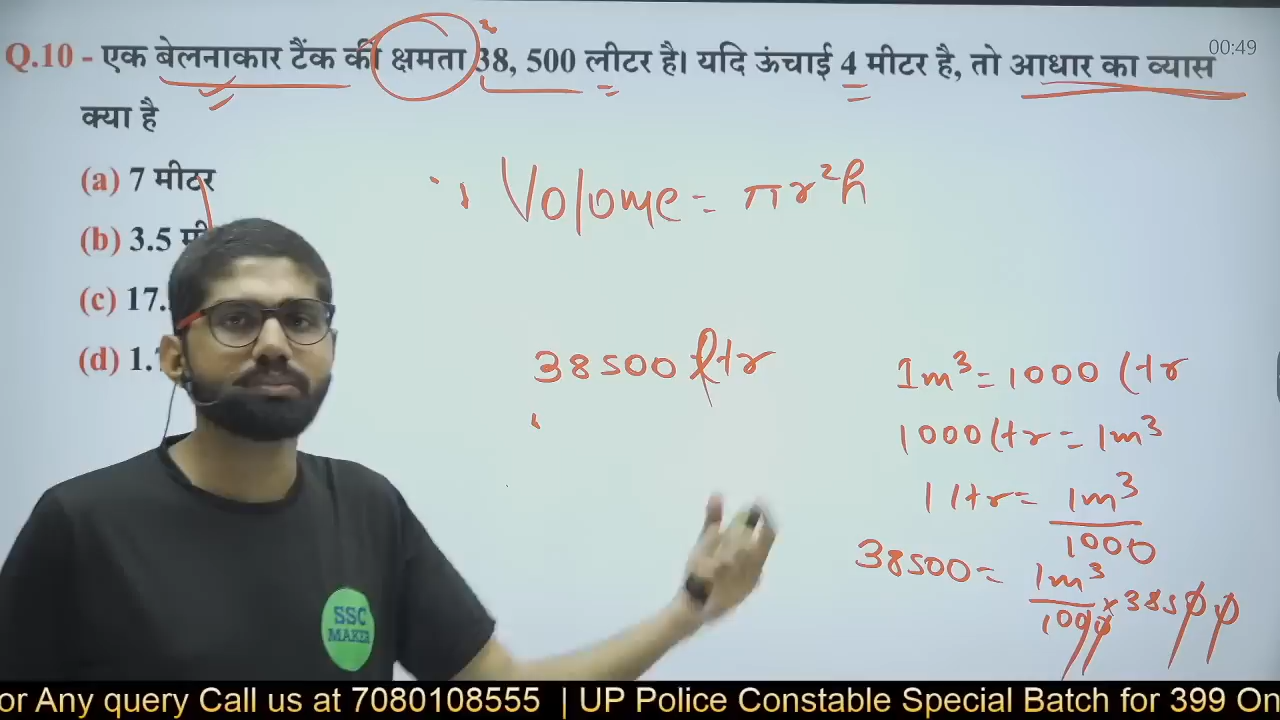 Q.10 - एक बेलनाकार टैंक की क्षमता 38, 500 लीटर है। यदि ऊंचाई 4 मीटर है, तो आधार का व्यास
00:49
क्या है
(a) 7 मीटर
(b) 3.5
(c) 17.
(d) 1.
Volome = πr²h
38500 ltr
1m³ = 1000 ltr
1000 ltr = 1m³
1 ltr = 1m³/1000
38500 = 1m³/1000 × 38500
SSC
MAKER
or Any query Call us at 7080108555 | UP Police Constable Special Batch for 399 On